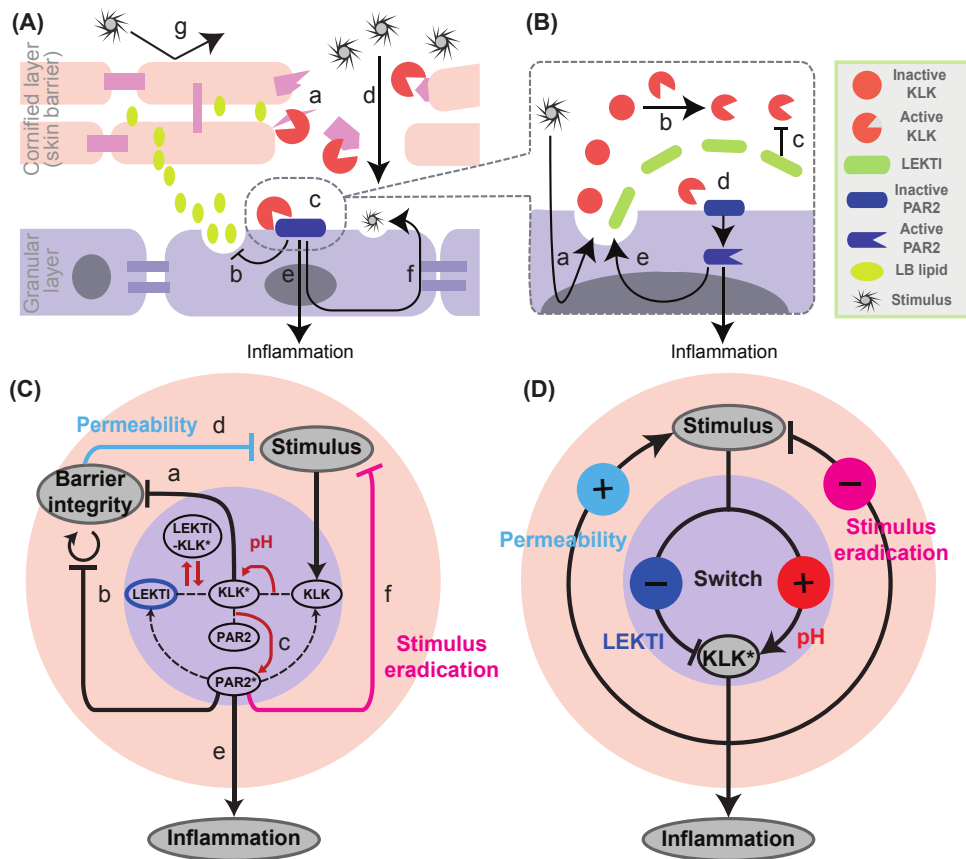 (A)
g
Cornified layer
(skin barrier)
a
d
c
b
e
f
Granular
layer
Inflammation
(B)
b
c
d
a
e
Inflammation
Inactive
KLK
Active
KLK
LEKTI
Inactive
PAR2
Active
PAR2
LB lipid
Stimulus
(C)
Permeability
d
Stimulus
Barrier
integrity
a
LEKTI
-KLK*
pH
LEKTI
KLK*
KLK
b
f
PAR2
c
Stimulus
eradication
PAR2*
e
Inflammation
(D)
Stimulus
+
−
Permeability
Stimulus
eradication
−
Switch
+
LEKTI
pH
KLK*
Inflammation